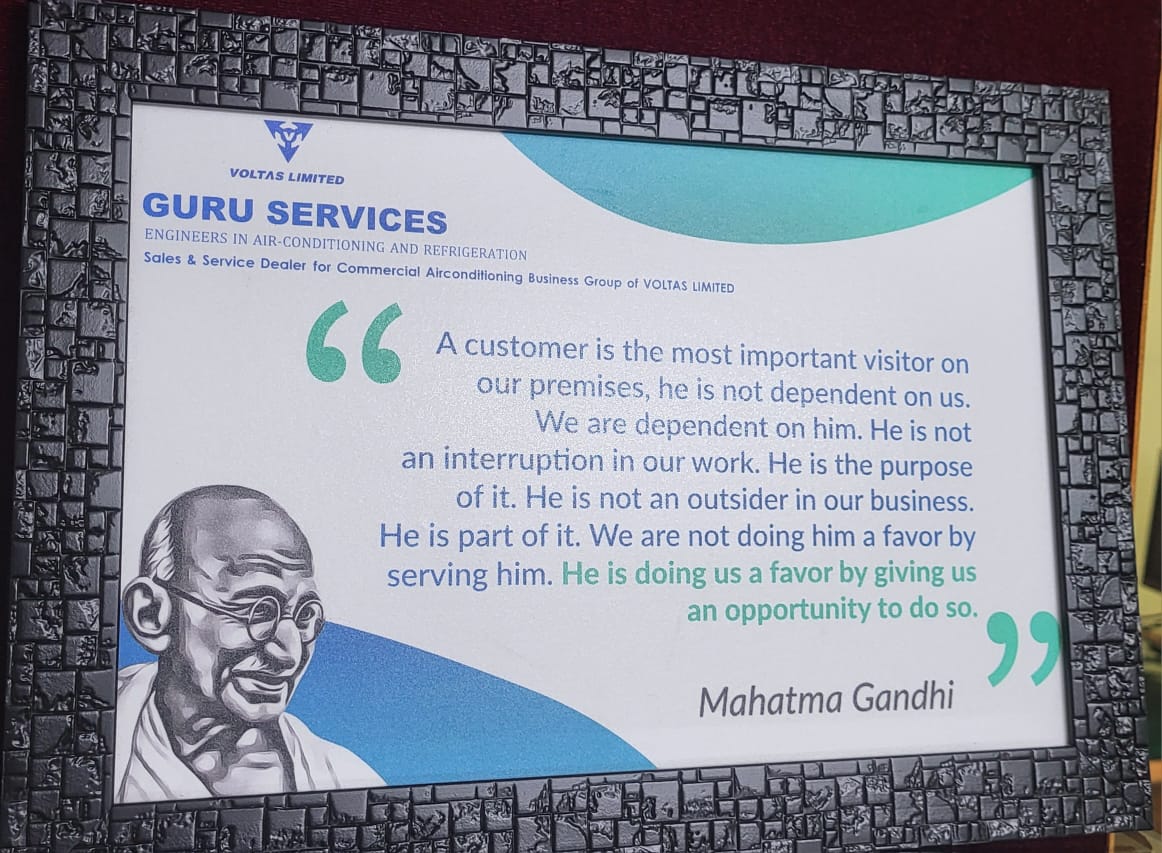 VOLTAS LIMITED
GURU SERVICES
ENGINEERS IN AIR-CONDITIONING AND REFRIGERATION
Sales & Service Dealer for Commercial Airconditioning Business Group of VOLTAS LIMITED
“ A customer is the most important visitor on
our premises, he is not dependent on us.
We are dependent on him. He is not
an interruption in our work. He is the purpose
of it. He is not an outsider in our business.
He is part of it. We are not doing him a favor by
serving him. He is doing us a favor by giving us
an opportunity to do so. ”
Mahatma Gandhi